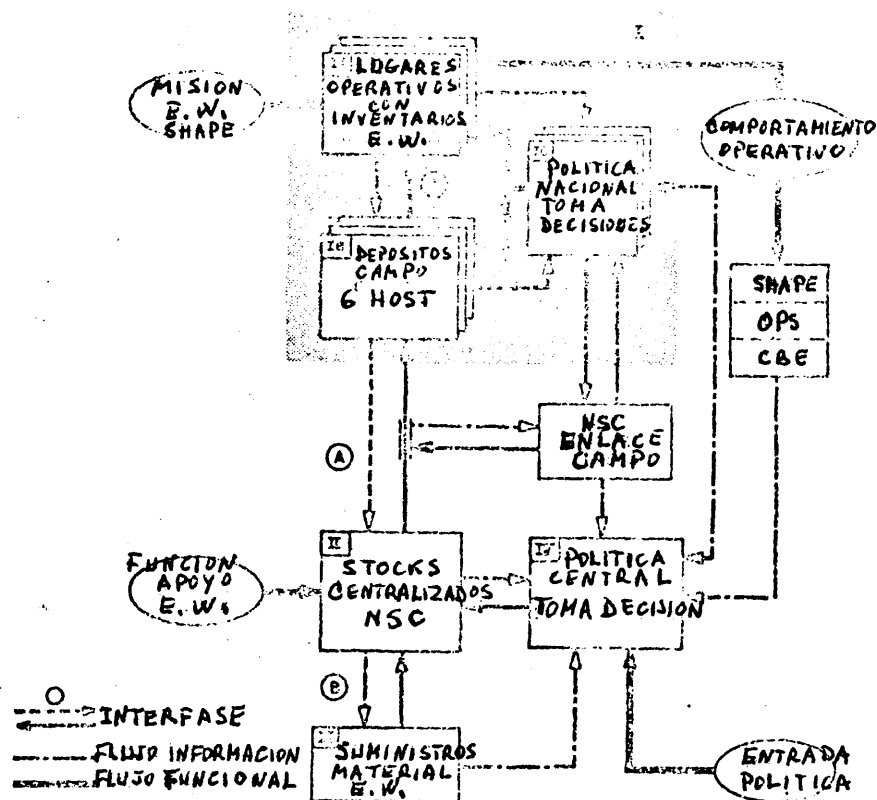 I
LUGARES
OPERATIVOS
CON
INVENTARIOS
E.W.
MISION
E.W.
SHAPE
COMPORTAMIENTO
OPERATIVO
POLITICA
NACIONAL
TOMA
DECISIONES
DEPOSITOS
CAMPO
6 HOST
SHAPE
OPS
CBE
NSC
ENLACE
CAMPO
A
II
STOCKS
CENTRALIZADOS
NSC
FUNCION
APOYO
E.W.
IV
POLITICA
CENTRAL
TOMA DECISION
B
SUMINISTROS
MATERIAL
E.W.
ENTRADA
POLITICA
INTERFASE
FLUJO INFORMACION
FLUJO FUNCIONAL